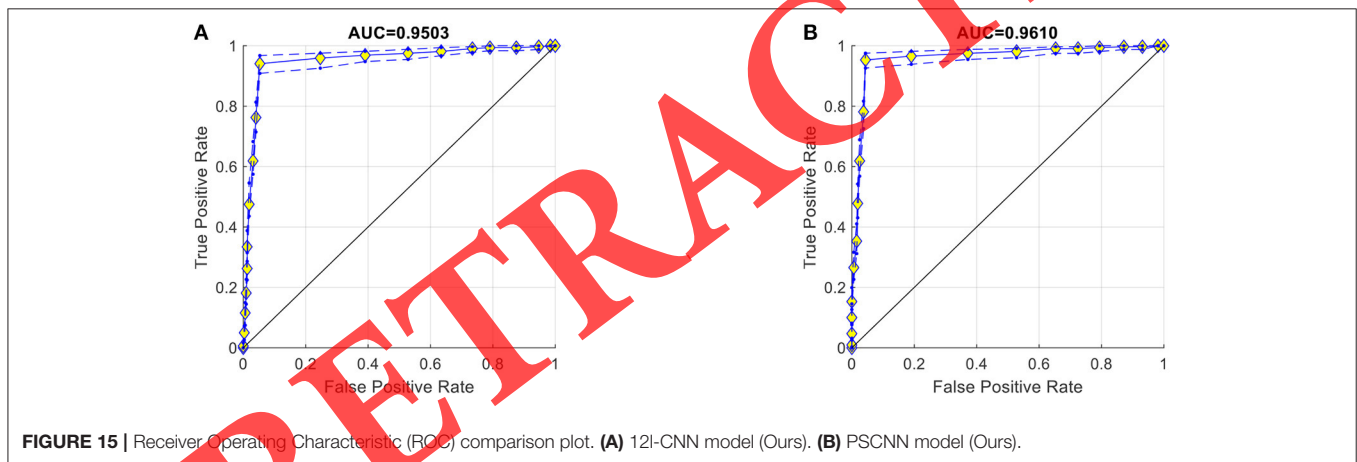 A
AUC=0.9503
1
0.8
0.6
0.4
0.2
0
True Positive Rate
0 0.2 0.4 0.6 0.8 1
False Positive Rate
B
AUC=0.9610
1
0.8
0.6
0.4
0.2
0
True Positive Rate
0 0.2 0.4 0.6 0.8 1
False Positive Rate
RETRACT
FIGURE 15 | Receiver Operating Characteristic (ROC) comparison plot. (A) 12l-CNN model (Ours). (B) PSCNN model (Ours).